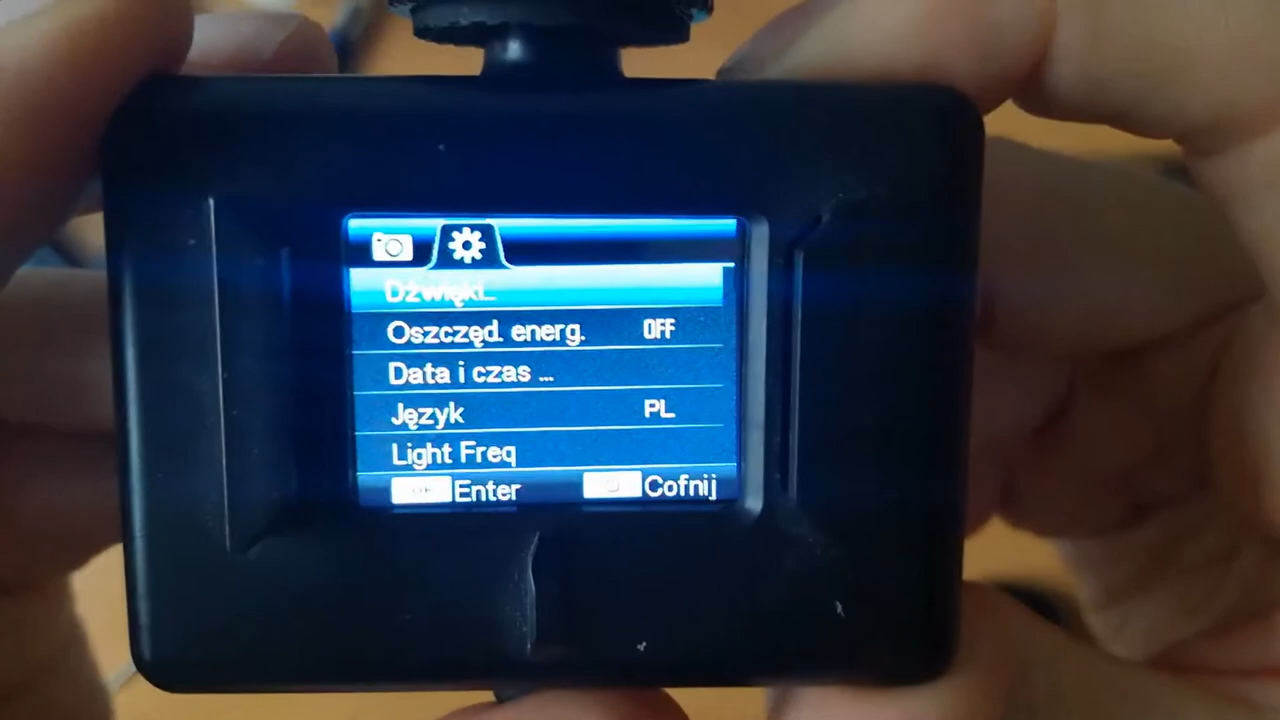 Dźwięki...
Oszczęd. energ. OFF
Data i czas ...
Język PL
Light Freq
Enter Cofnij